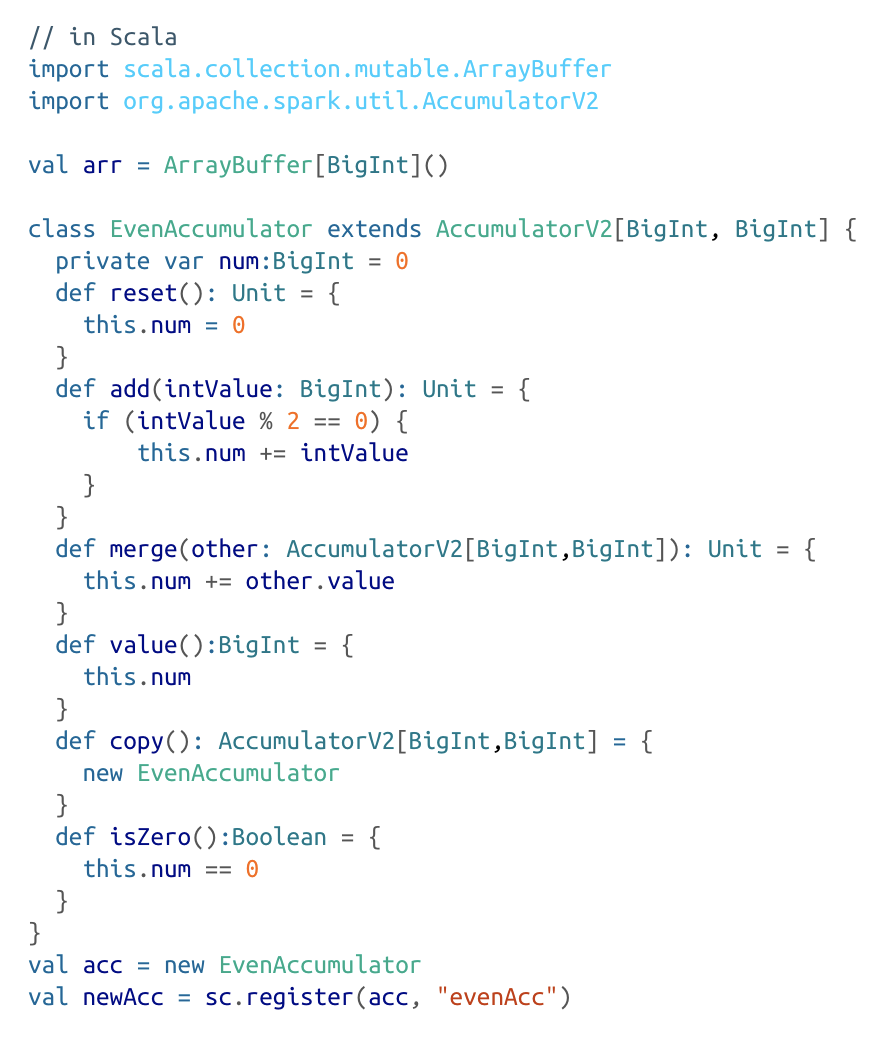 // in Scala
import scala.collection.mutable.ArrayBuffer
import org.apache.spark.util.AccumulatorV2

val arr = ArrayBuffer[BigInt]()

class EvenAccumulator extends AccumulatorV2[BigInt, BigInt] {
  private var num:BigInt = 0
  def reset(): Unit = {
    this.num = 0
  }
  def add(intValue: BigInt): Unit = {
    if (intValue % 2 == 0) {
        this.num += intValue
    }
  }
  def merge(other: AccumulatorV2[BigInt,BigInt]): Unit = {
    this.num += other.value
  }
  def value():BigInt = {
    this.num
  }
  def copy(): AccumulatorV2[BigInt,BigInt] = {
    new EvenAccumulator
  }
  def isZero():Boolean = {
    this.num == 0
  }
}
val acc = new EvenAccumulator
val newAcc = sc.register(acc, "evenAcc")